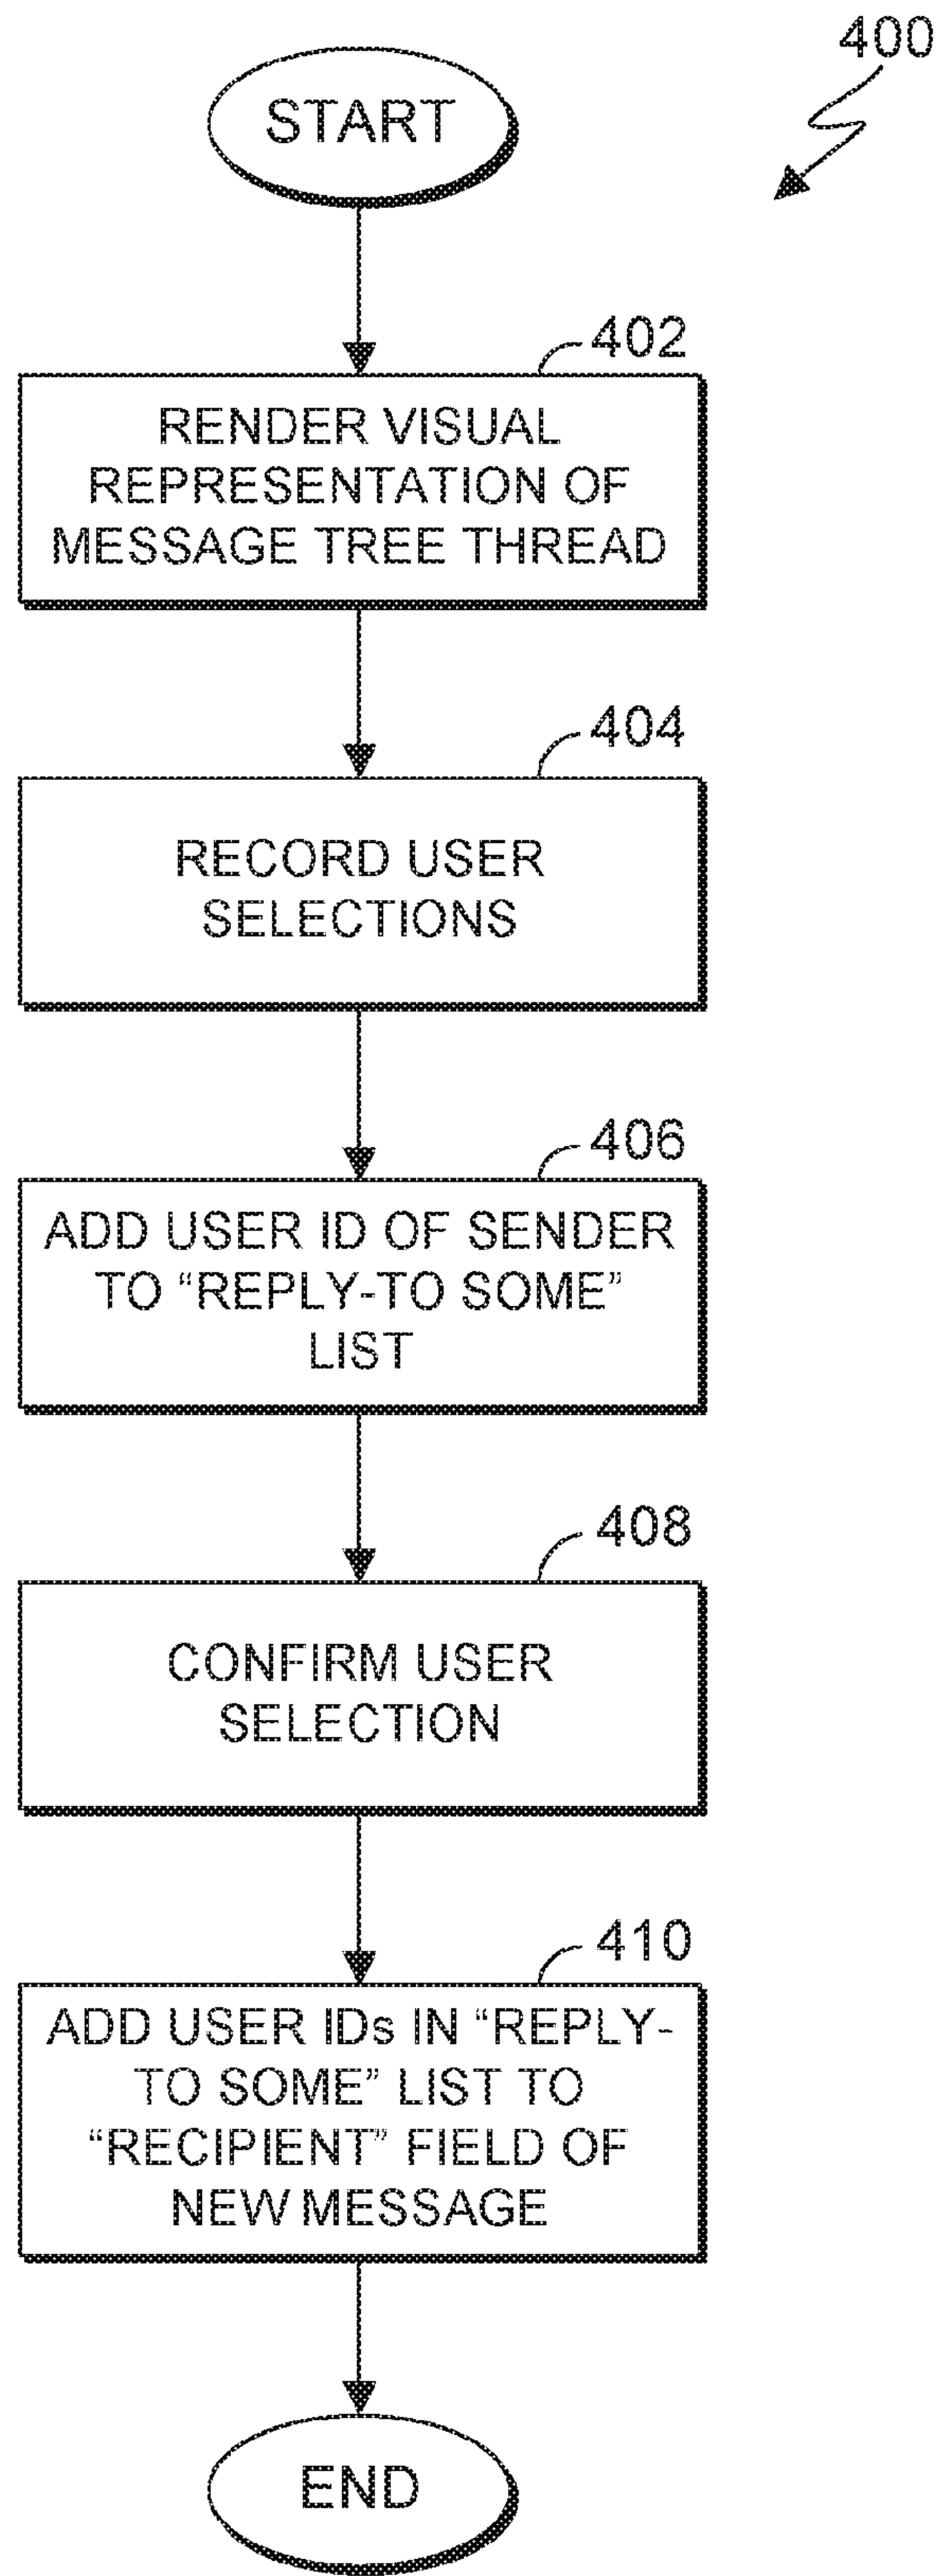 400
START
402
RENDER VISUAL
REPRESENTATION OF
MESSAGE TREE THREAD
404
RECORD USER
SELECTIONS
406
ADD USER ID OF SENDER
TO “REPLY-TO SOME”
LIST
408
CONFIRM USER
SELECTION
410
ADD USER IDs IN “REPLY-
TO SOME” LIST TO
“RECIPIENT” FIELD OF
NEW MESSAGE
END